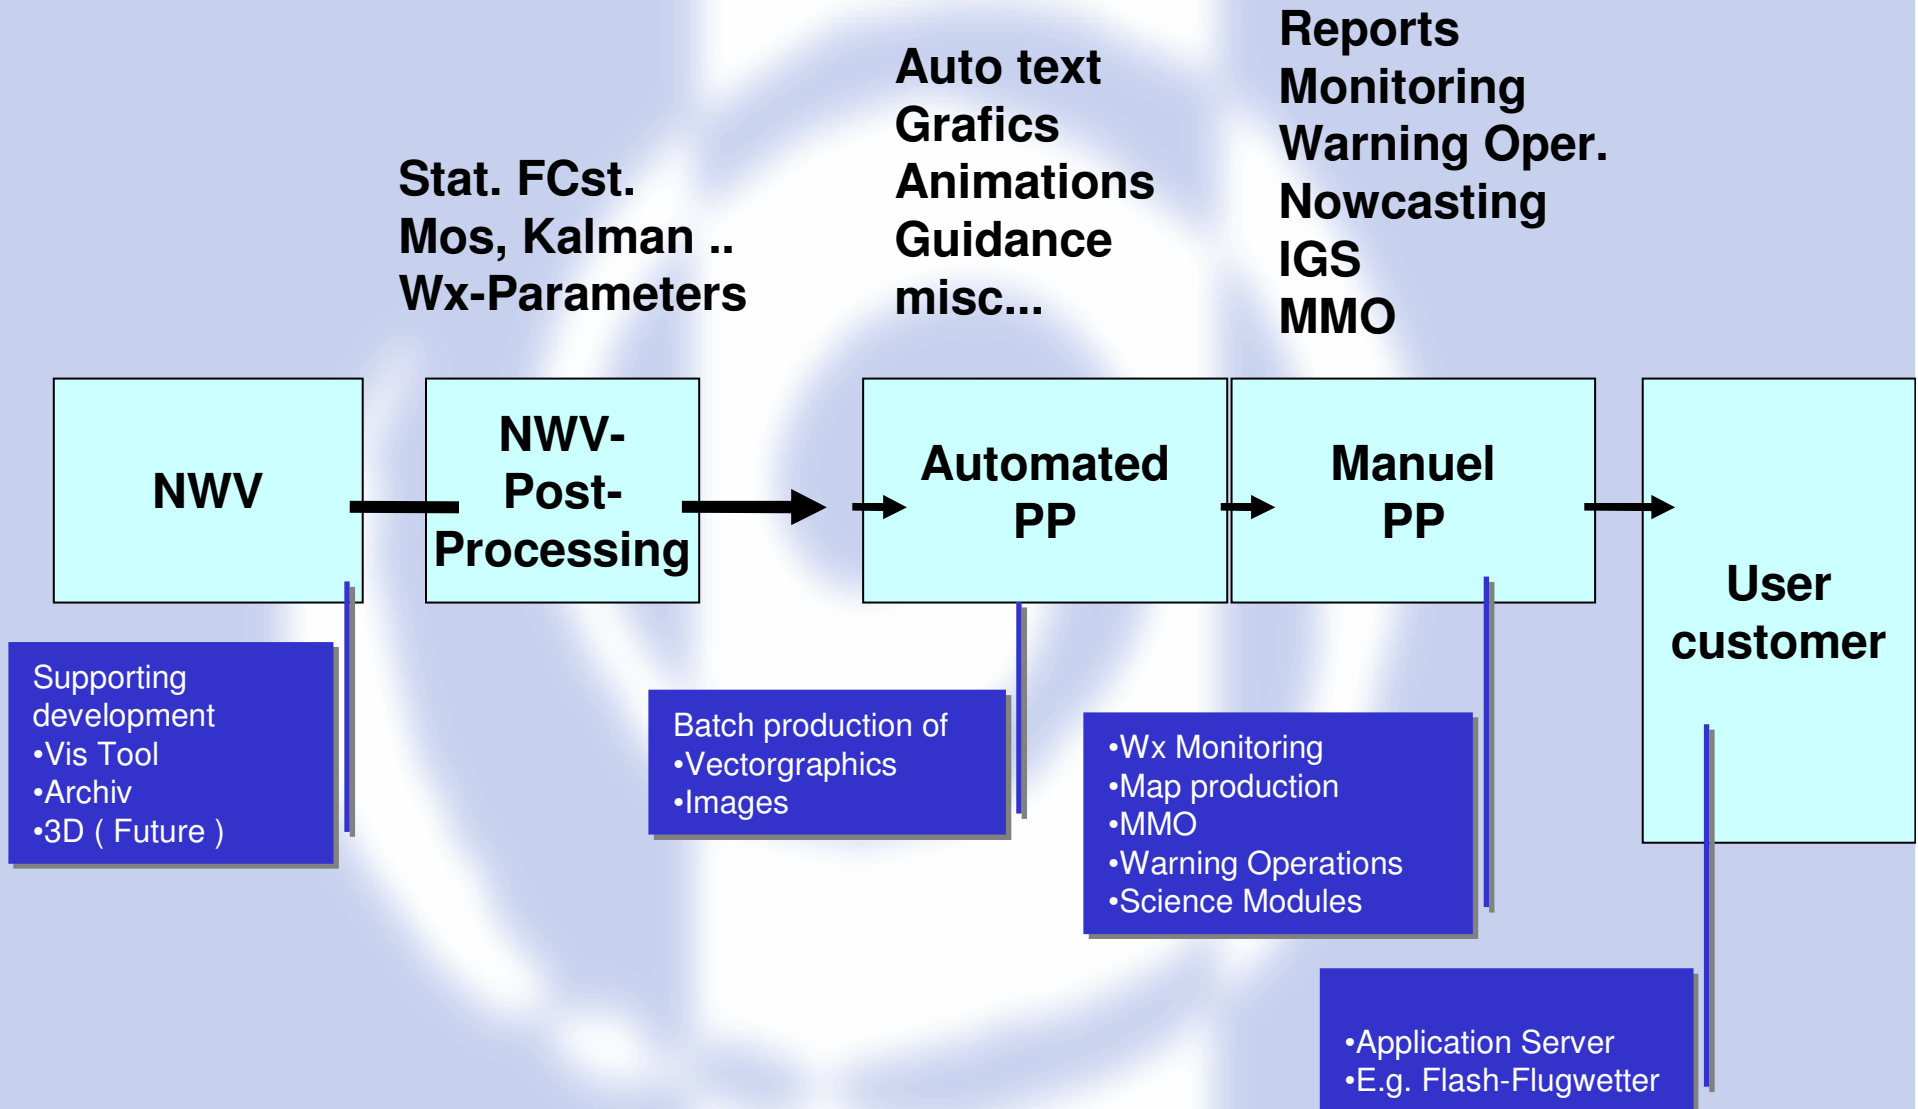 Reports
Monitoring
Warning Oper.
Nowcasting
IGS
MMO
Auto text
Grafics
Animations
Guidance
misc...
Stat. FCst.
Mos, Kalman ..
Wx-Parameters
NWV
NWV-
Post-
Processing
Automated
PP
Manuel
PP
User
customer
Supporting
development
•Vis Tool
•Archiv
•3D ( Future )
Batch production of
•Vectorgraphics
•Images
•Wx Monitoring
•Map production
•MMO
•Warning Operations
•Science Modules
•Application Server
•E.g. Flash-Flugwetter